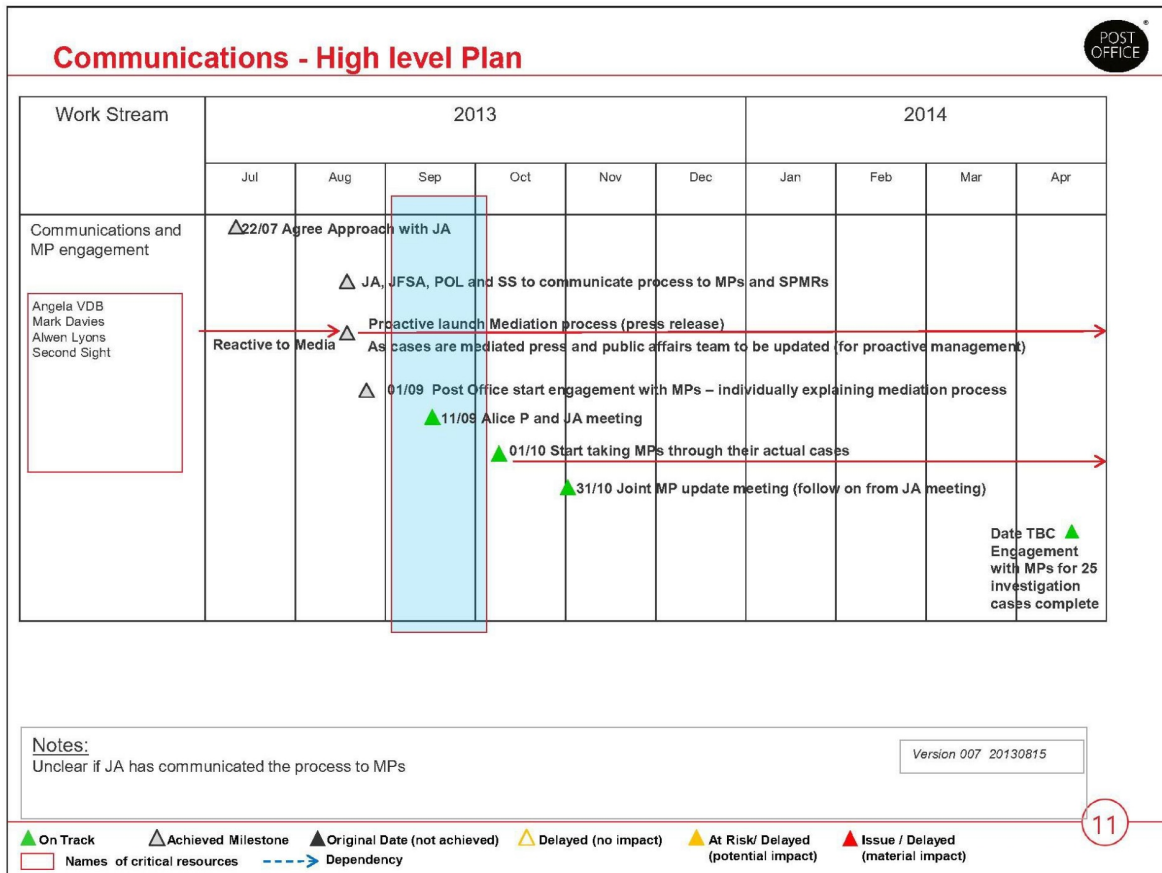 Communications - High level Plan
POST
OFFICE
®
Work Stream
2013
2014
Jul
Aug
Sep
Oct
Nov
Dec
Jan
Feb
Mar
Apr
Communications and
MP engagement
Angela VDB
Mark Davies
Alwen Lyons
Second Sight
22/07 Agree Approach with JA
JA, JFSA, POL and SS to communicate process to MPs and SPMRs
Proactive launch Mediation process (press release)
Reactive to Media
As cases are mediated press and public affairs team to be updated (for proactive management)
01/09 Post Office start engagement with MPs – individually explaining mediation process
11/09 Alice P and JA meeting
01/10 Start taking MPs through their actual cases
31/10 Joint MP update meeting (follow on from JA meeting)
Date TBC
Engagement
with MPs for 25
investigation
cases complete
Notes:
Unclear if JA has communicated the process to MPs
Version 007 20130815
11
On Track
Achieved Milestone
Original Date (not achieved)
Delayed (no impact)
At Risk/ Delayed
(potential impact)
Issue / Delayed
(material impact)
Names of critical resources
Dependency